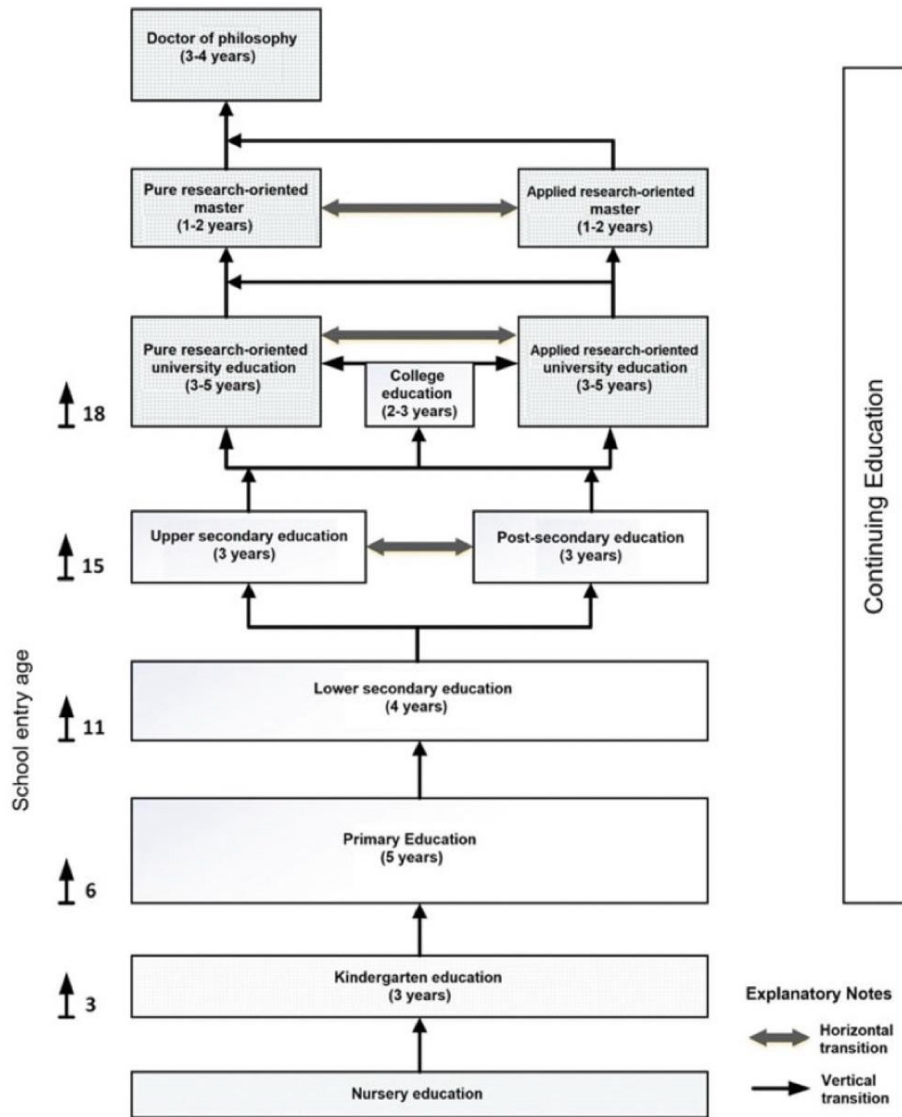 Doctor of philosophy
(3-4 years)
Pure research-oriented
master
(1-2 years)
Applied research-oriented
master
(1-2 years)
Pure research-oriented
university education
(3-5 years)
College
education
(2-3 years)
Applied research-oriented
university education
(3-5 years)
18
Upper secondary education
(3 years)
Post-secondary education
(3 years)
15
Lower secondary education
(4 years)
11
Primary Education
(5 years)
6
Kindergarten education
(3 years)
3
Nursery education
School entry age
Continuing Education
Explanatory Notes
Horizontal
transition
Vertical
transition